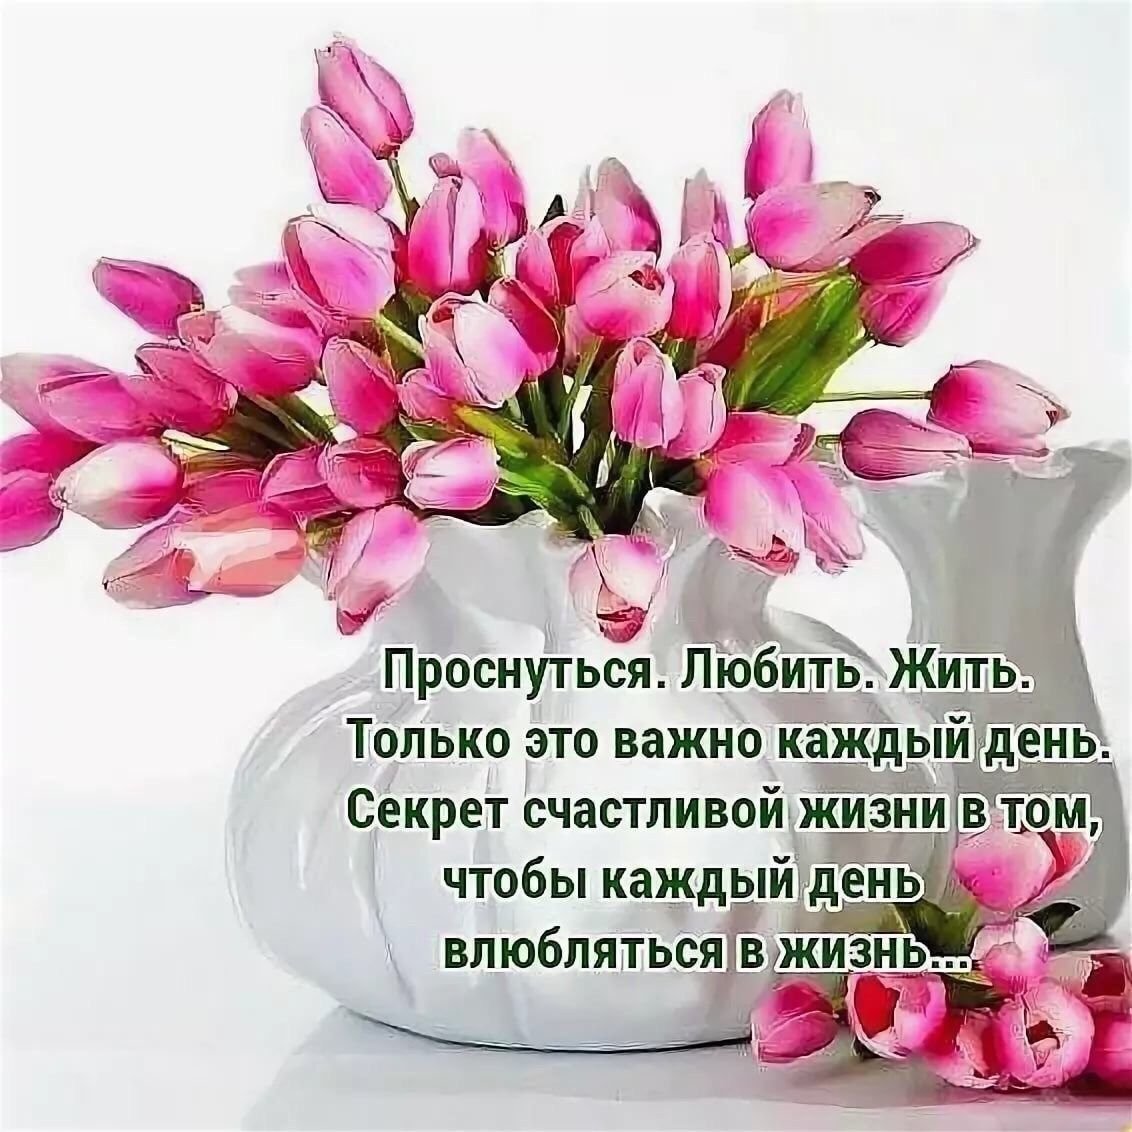 Проснуться. Любить. Жить.
Только это важно каждый день.
Секрет счастливой жизни в том,
чтобы каждый день
влюбляться в жизнь...